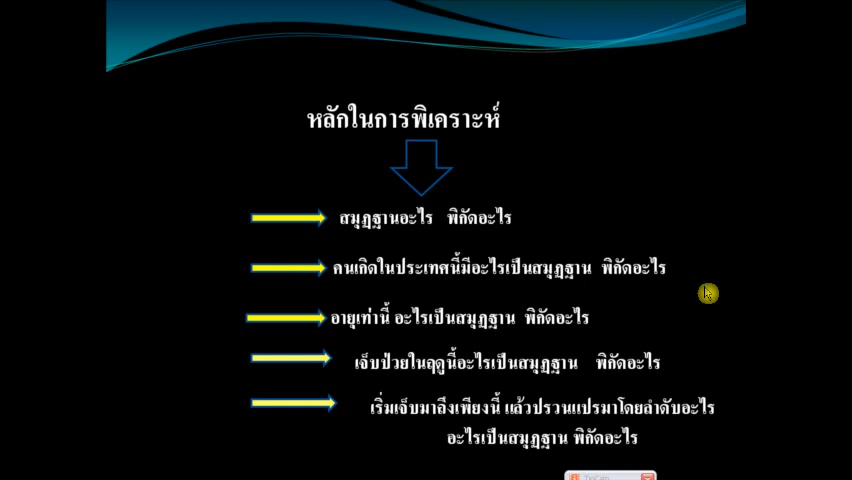 หลักในการพิเคราะห์
สมุฏฐานอะไร พิกัดอะไร
คนเกิดในประเทศนี้มีอะไรเป็นสมุฏฐาน พิกัดอะไร
อายุเท่านี้ อะไรเป็นสมุฏฐาน พิกัดอะไร
เจ็บป่วยในฤดูนี้อะไรเป็นสมุฏฐาน พิกัดอะไร
เริ่มเจ็บมาถึงเพียงนี้ แล้วปรวนแปรมาโดยลำดับอะไร
อะไรเป็นสมุฏฐาน พิกัดอะไร